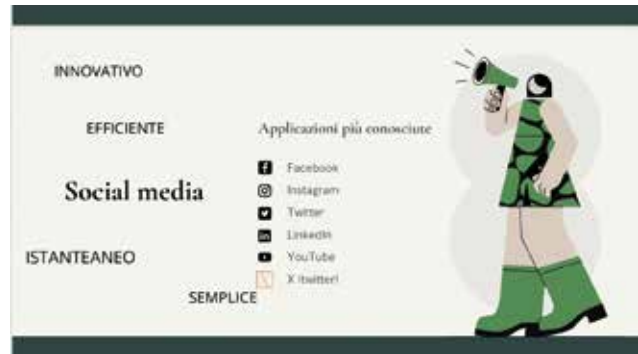 INNOVATIVO
EFFICIENTE
Social media
ISTANTEANEO
SEMPLICE
Applicazioni più conosciute
Facebook
Instagram
Twitter
LinkedIn
YouTube
X (twitter)